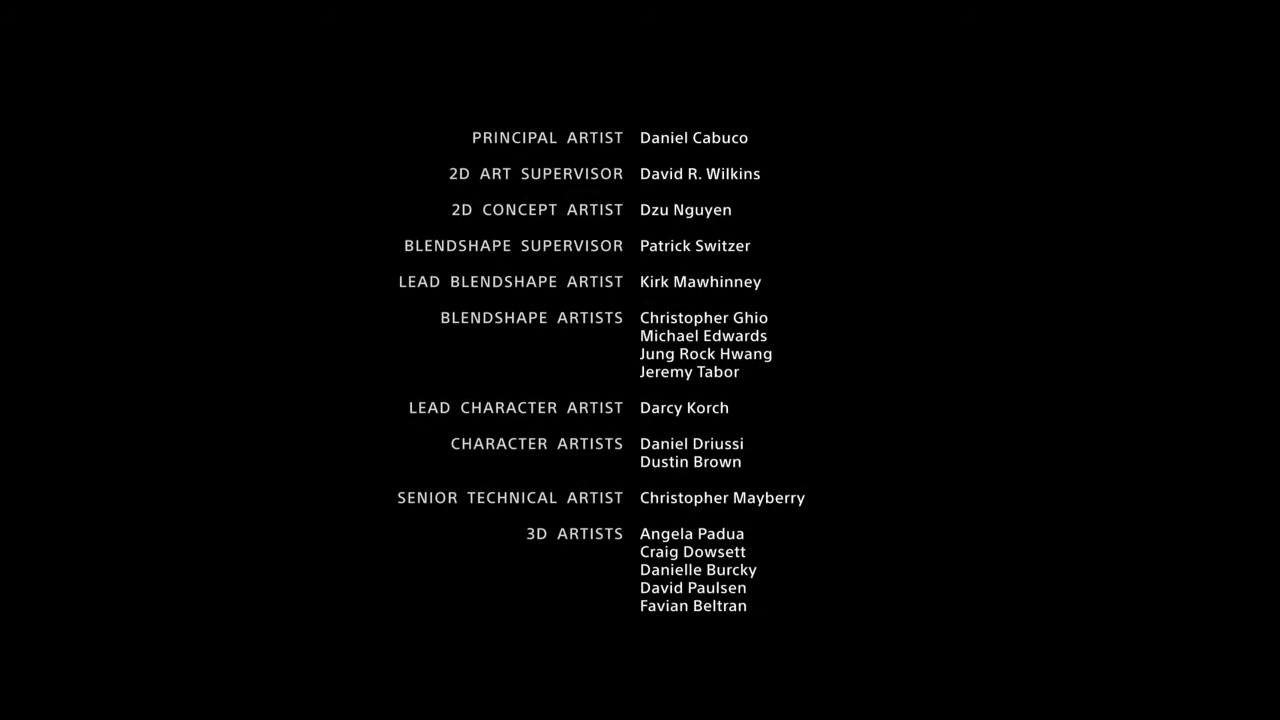 PRINCIPAL ARTIST Daniel Cabuco
2D ART SUPERVISOR David R. Wilkins
2D CONCEPT ARTIST Dzu Nguyen
BLENDSHAPE SUPERVISOR Patrick Switzer
LEAD BLENDSHAPE ARTIST Kirk Mawhinney
BLENDSHAPE ARTISTS Christopher Ghio
Michael Edwards
Jung Rock Hwang
Jeremy Tabor
LEAD CHARACTER ARTIST Darcy Korch
CHARACTER ARTISTS Daniel Driussi
Dustin Brown
SENIOR TECHNICAL ARTIST Christopher Mayberry
3D ARTISTS Angela Padua
Craig Dowsett
Danielle Burcky
David Paulsen
Favian Beltran